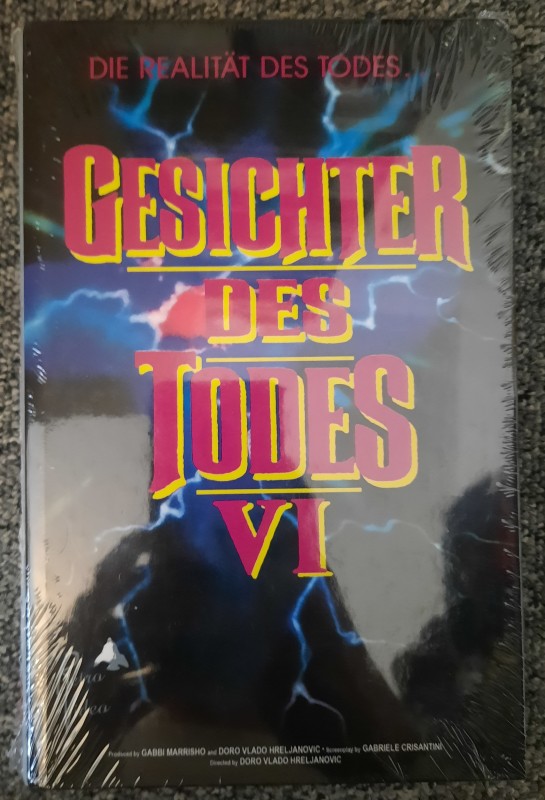 DIE REALITÄT DES TODES...
GESICHTER
DES
TODES
VI
Produced by GABBI MARRISHO and DORO VLADO HRELJANOVIC * Screenplay by GABRIELE CRISANTINI
Directed by DORO VLADO HRELJANOVIC